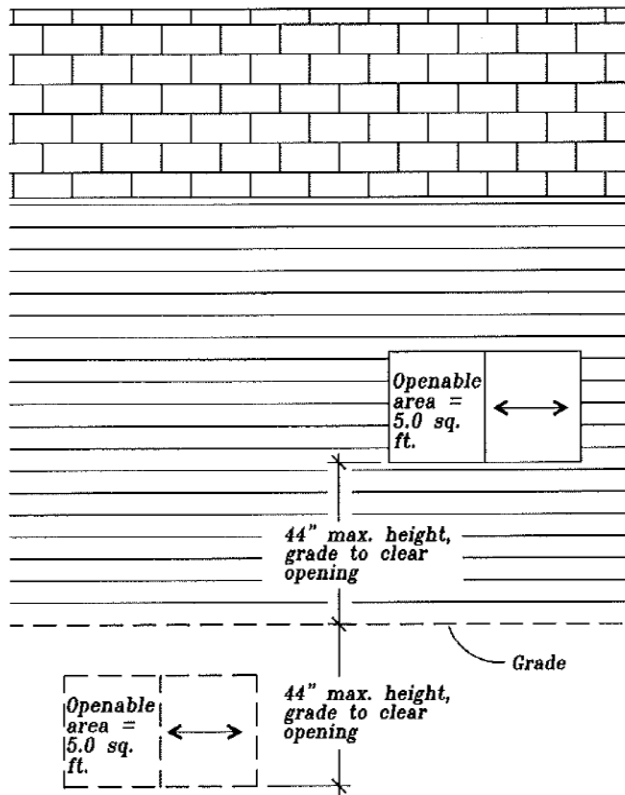 Openable
area =
5.0 sq.
ft.
44" max. height,
grade to clear
opening
Grade
Openable
area =
5.0 sq.
ft.
44" max. height,
grade to clear
opening